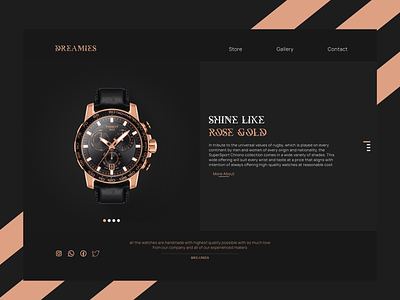 DREAMIES
Store Gallery Contact
SHINE LIKE
ROSE GOLD
In tribute to the universal values of rugby, which is played on every
continent by men and women of every origin and nationality, the
SuperSport Chrono collection comes in a wide variety of shades. This
wide offering will suit every wrist and taste at a price that aligns with
intention of always offering high-quality watches at reasonable cost.
More About
all the watches are handmade with highest quality possible with so much love
from our company and all of our experienced makers
DREAMIES